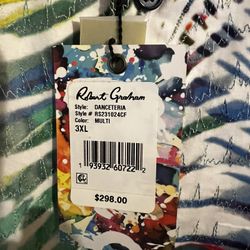 Robert Graham
Style: DANCETERIA
Style # RS231024CF
Color: MULTI
3XL
1 93932 60722 2
$298.00